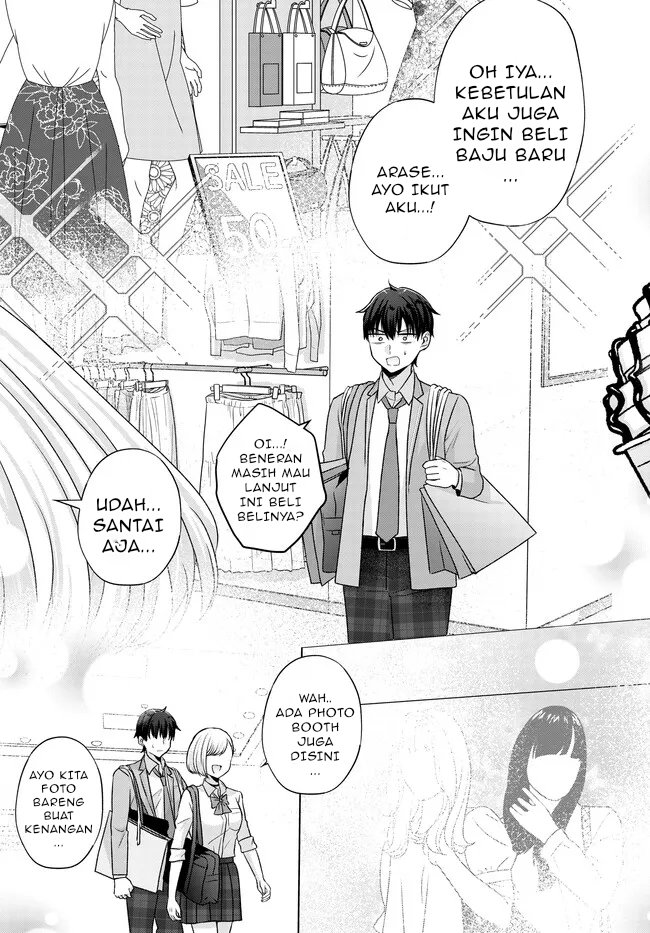 OH IYA...
KEBETULAN
AKU JUGA
INGIN BELI
BAJU BARU
...
ARASE...
AYO IKUT
AKU...!
SALE
50
OI...!
BENERAN
MASIH MAU
LANJUT
INI BELI
BELINYA?
UDAH...
SANTAI
AJA...
WAH..
ADA PHOTO
BOOTH
JUGA
DISINI
...
AYO KITA
FOTO
BARENG
BUAT
KENANGAN
...